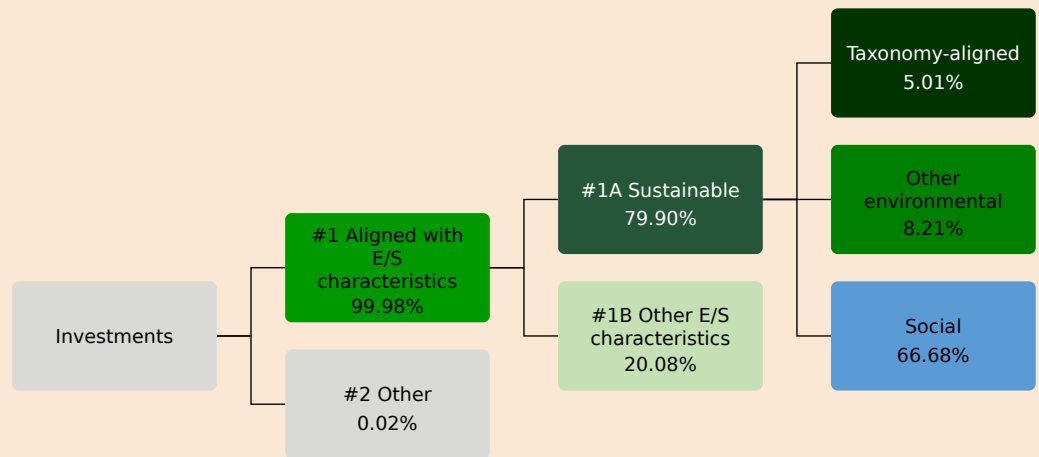 Investments
#1 Aligned with
E/S
characteristics
99.98%
#2 Other
0.02%
#1A Sustainable
79.90%
#1B Other E/S
characteristics
20.08%
Taxonomy-aligned
5.01%
Other
environmental
8.21%
Social
66.68%